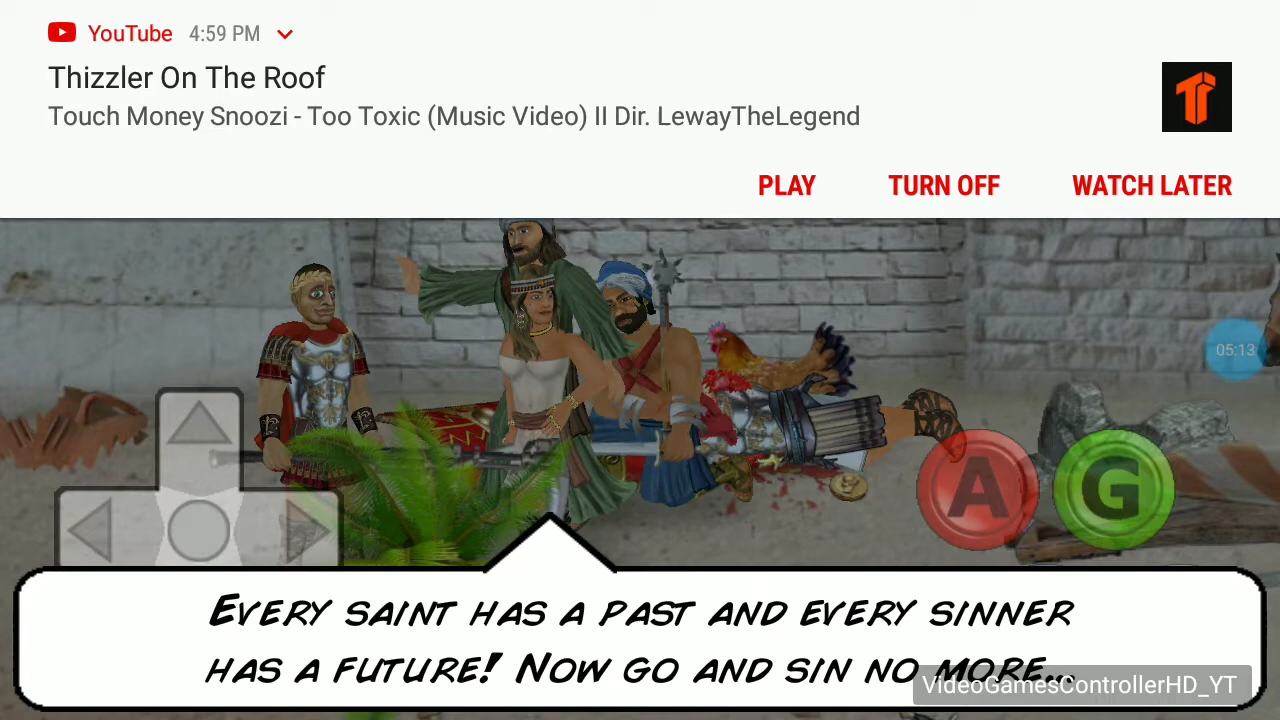 YouTube 4:59 PM
Thizzler On The Roof
Touch Money Snoozi - Too Toxic (Music Video) II Dir. LewayTheLegend
PLAY TURN OFF WATCH LATER
05:13
A G
EVERY SAINT HAS A PAST AND EVERY SINNER
HAS A FUTURE! NOW GO AND SIN NO MORE...
VideoGamesControllerHD_YT